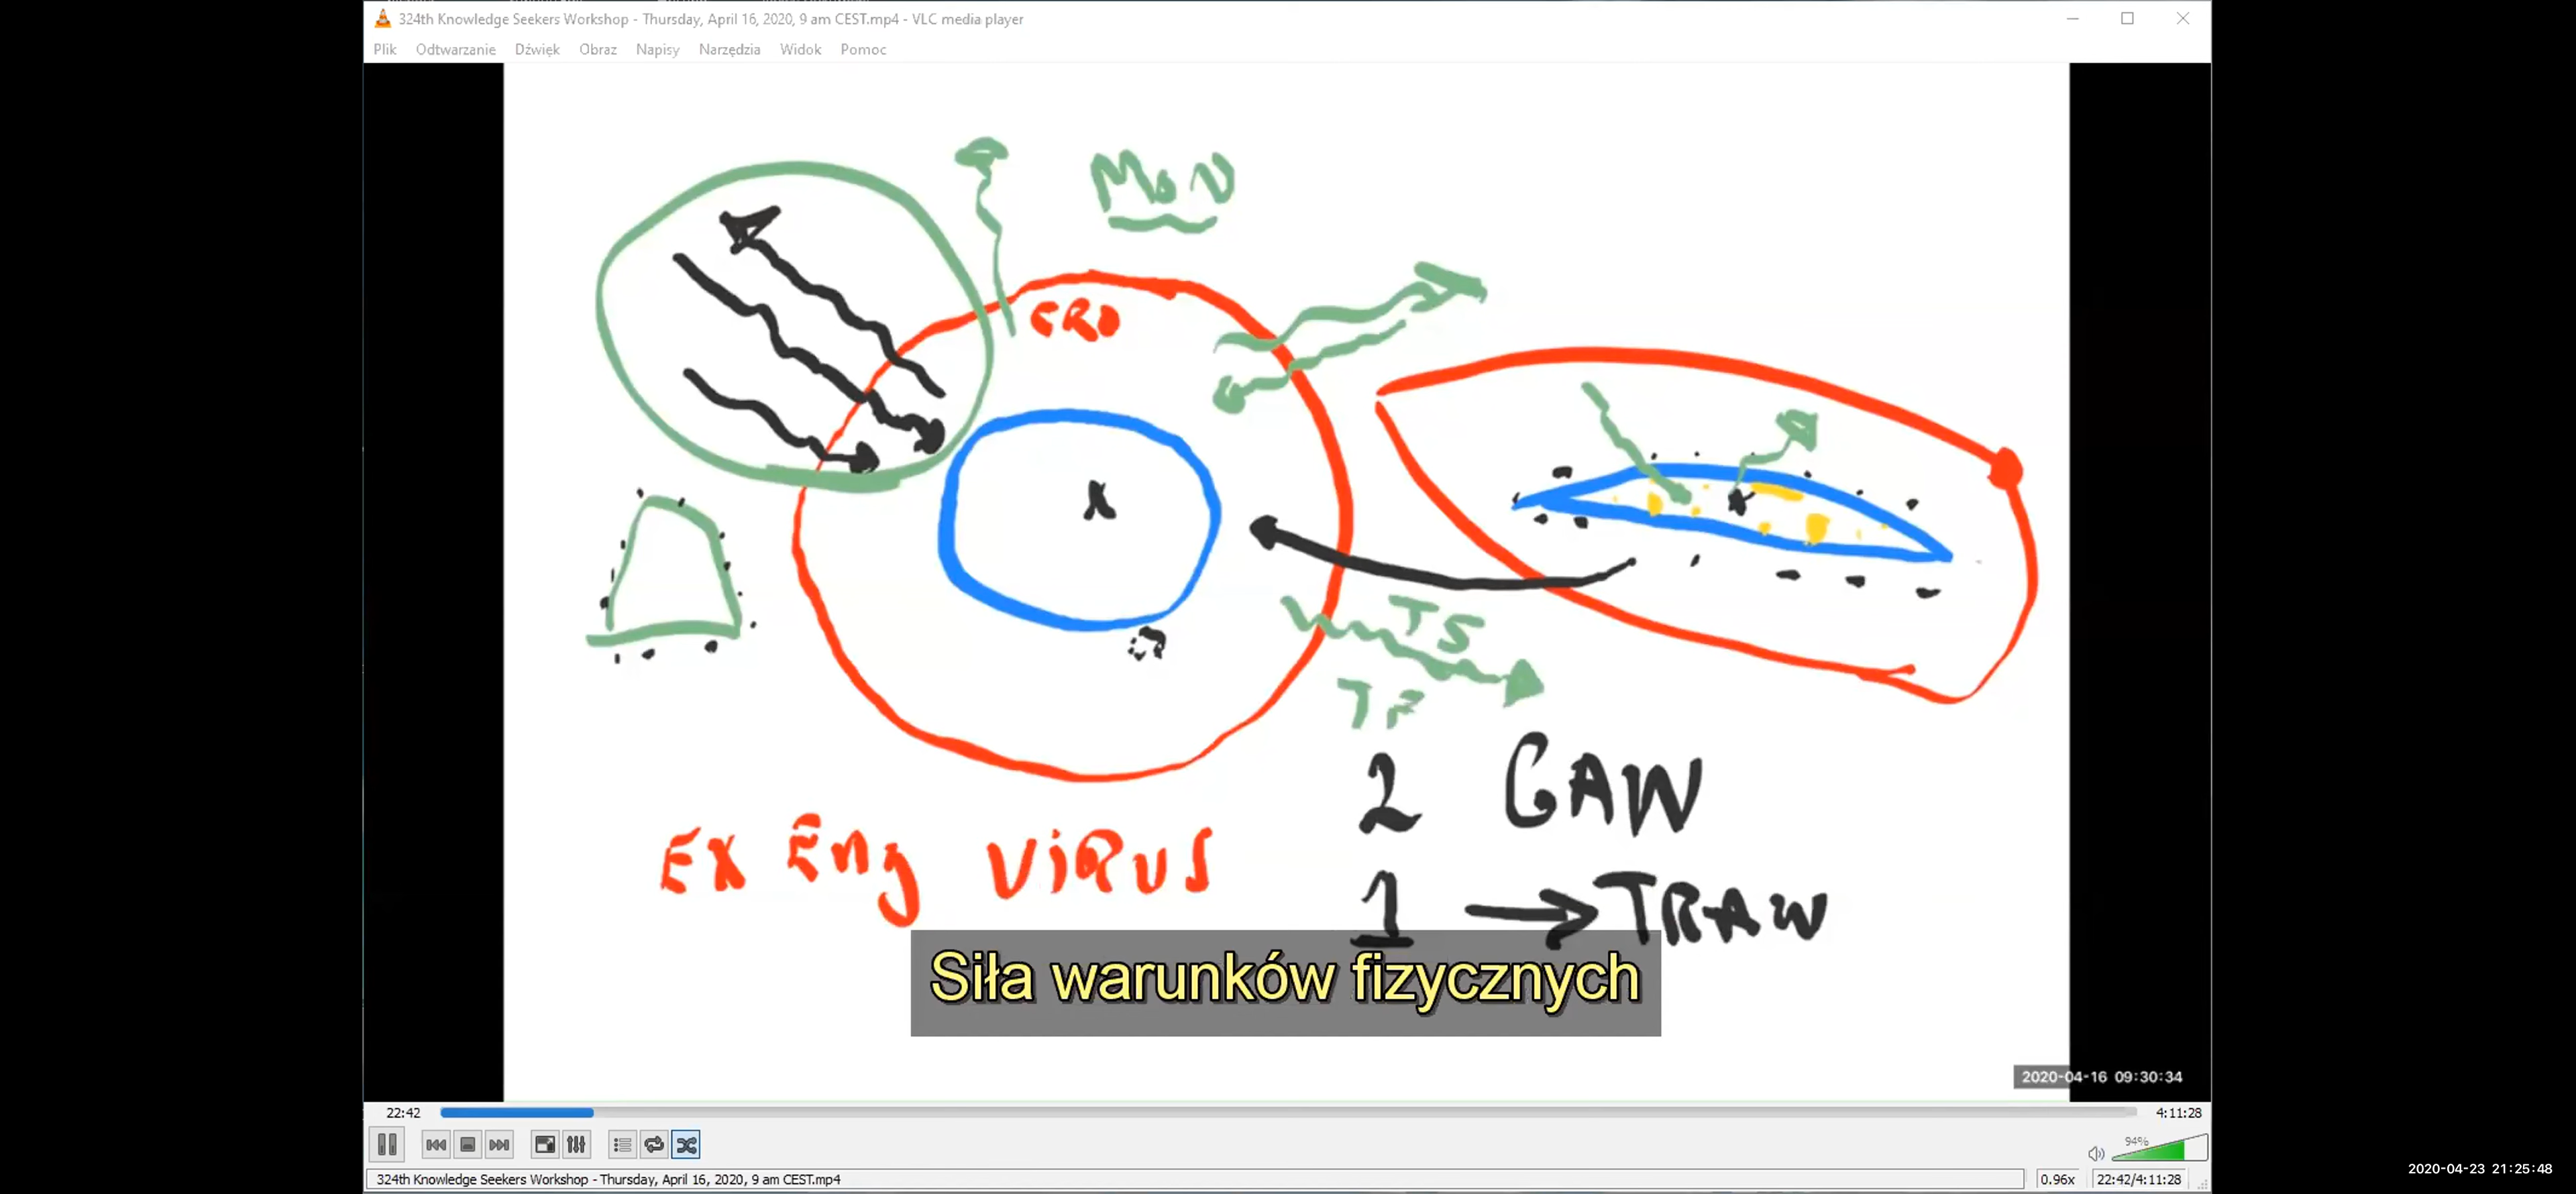 324th Knowledge Seekers Workshop - Thursday, April 16, 2020, 9 am CEST.mp4 - VLC media player
Plik Odtwarzanie Dźwięk Obraz Napisy Narzędzia Widok Pomoc
MoN
ERO
X
TS
TF
2 GAW
EX Eng VIRUS
1 → TRAW
Siła warunków fizycznych
2020-04-16 09:30:34
22:42 4:11:28
94%
324th Knowledge Seekers Workshop - Thursday, April 16, 2020, 9 am CEST.mp4 0.96x 22:42/4:11:28
2020-04-23 21:25:48